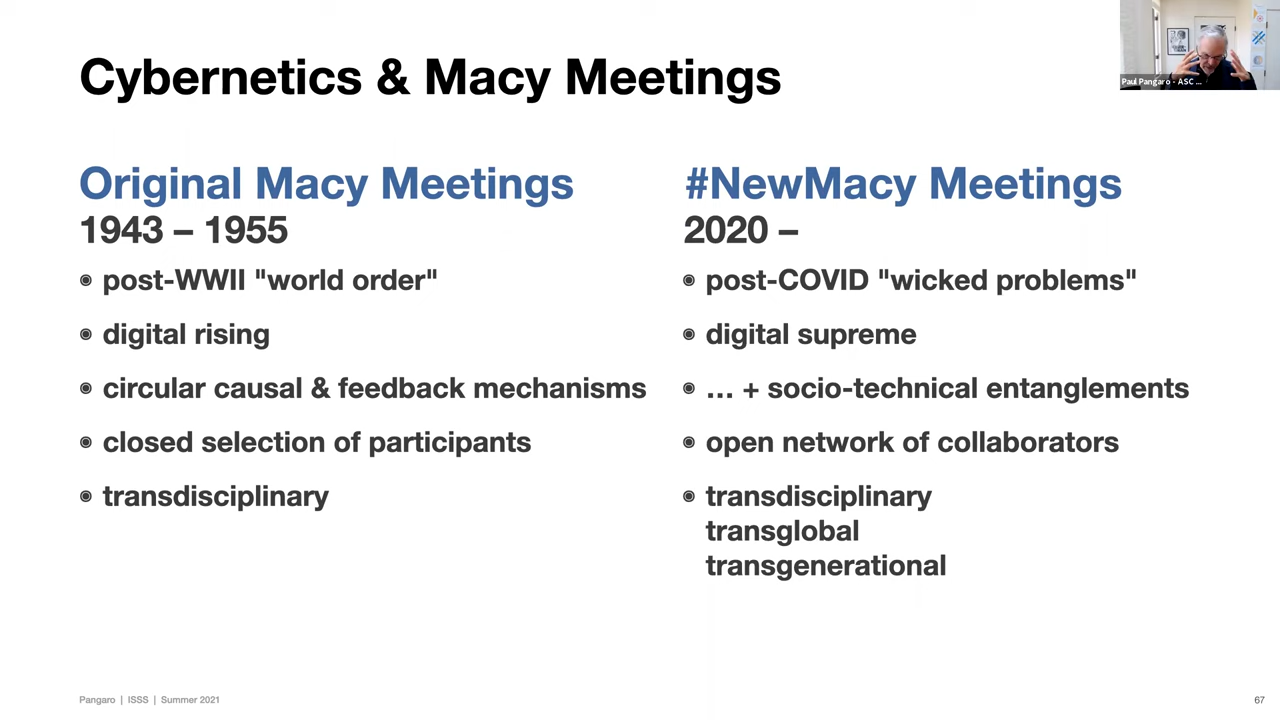 Cybernetics & Macy Meetings
Paul Pangaro - ASC ...
Original Macy Meetings
1943 – 1955
◉ post-WWII "world order"
◉ digital rising
◉ circular causal & feedback mechanisms
◉ closed selection of participants
◉ transdisciplinary
#NewMacy Meetings
2020 –
◉ post-COVID "wicked problems"
◉ digital supreme
◉ … + socio-technical entanglements
◉ open network of collaborators
◉ transdisciplinary
transglobal
transgenerational
Pangaro | ISSS | Summer 2021
67